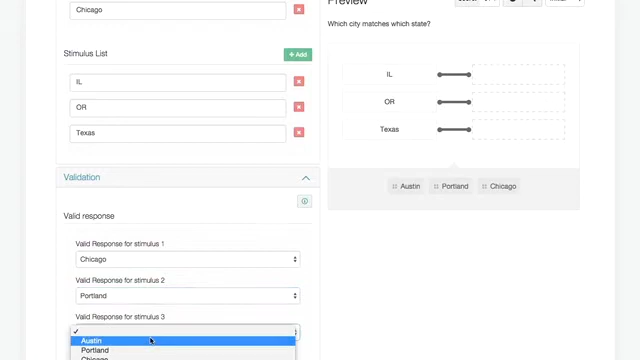 Chicago
Stimulus List
+ Add
IL
OR
Texas
Validation
Valid response
Valid Response for stimulus 1
Chicago
Valid Response for stimulus 2
Portland
Valid Response for stimulus 3
Austin
Portland
Chicago
Preview
Which city matches which state?
IL
OR
Texas
Austin
Portland
Chicago